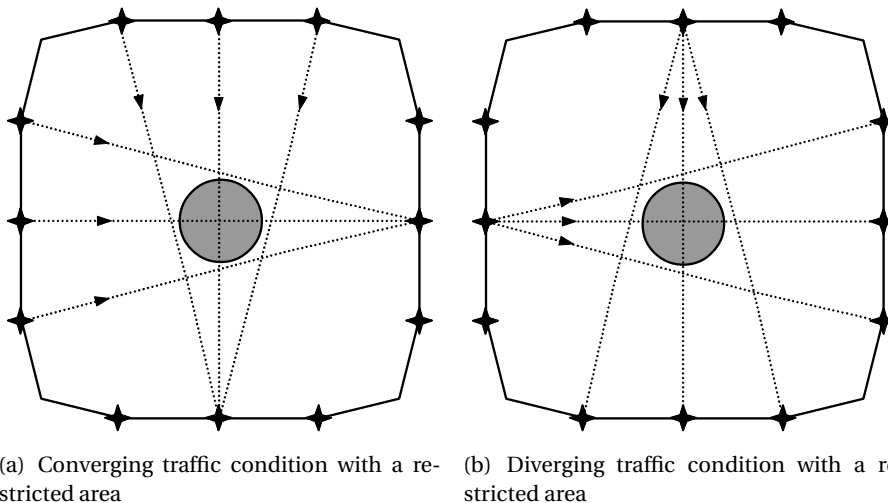 (a) Converging traffic condition with a re-
stricted area
(b) Diverging traffic condition with a re
stricted area